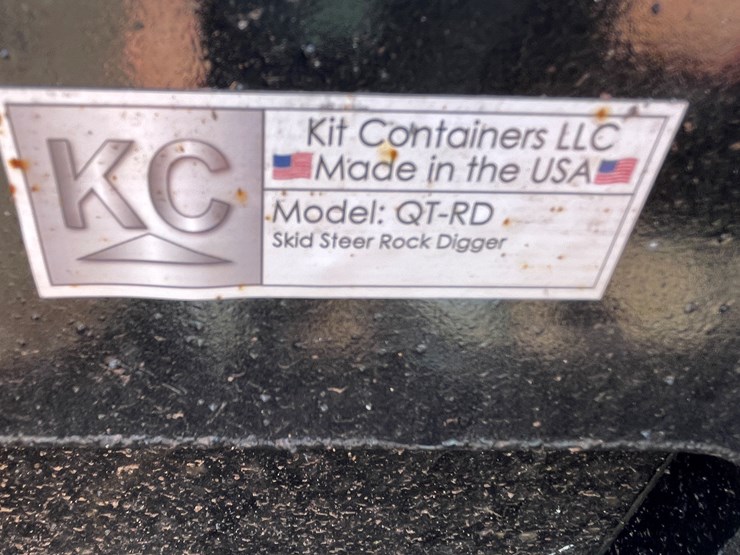 KC
Kit Containers LLC
Made in the USA
Model: QT-RD
Skid Steer Rock Digger